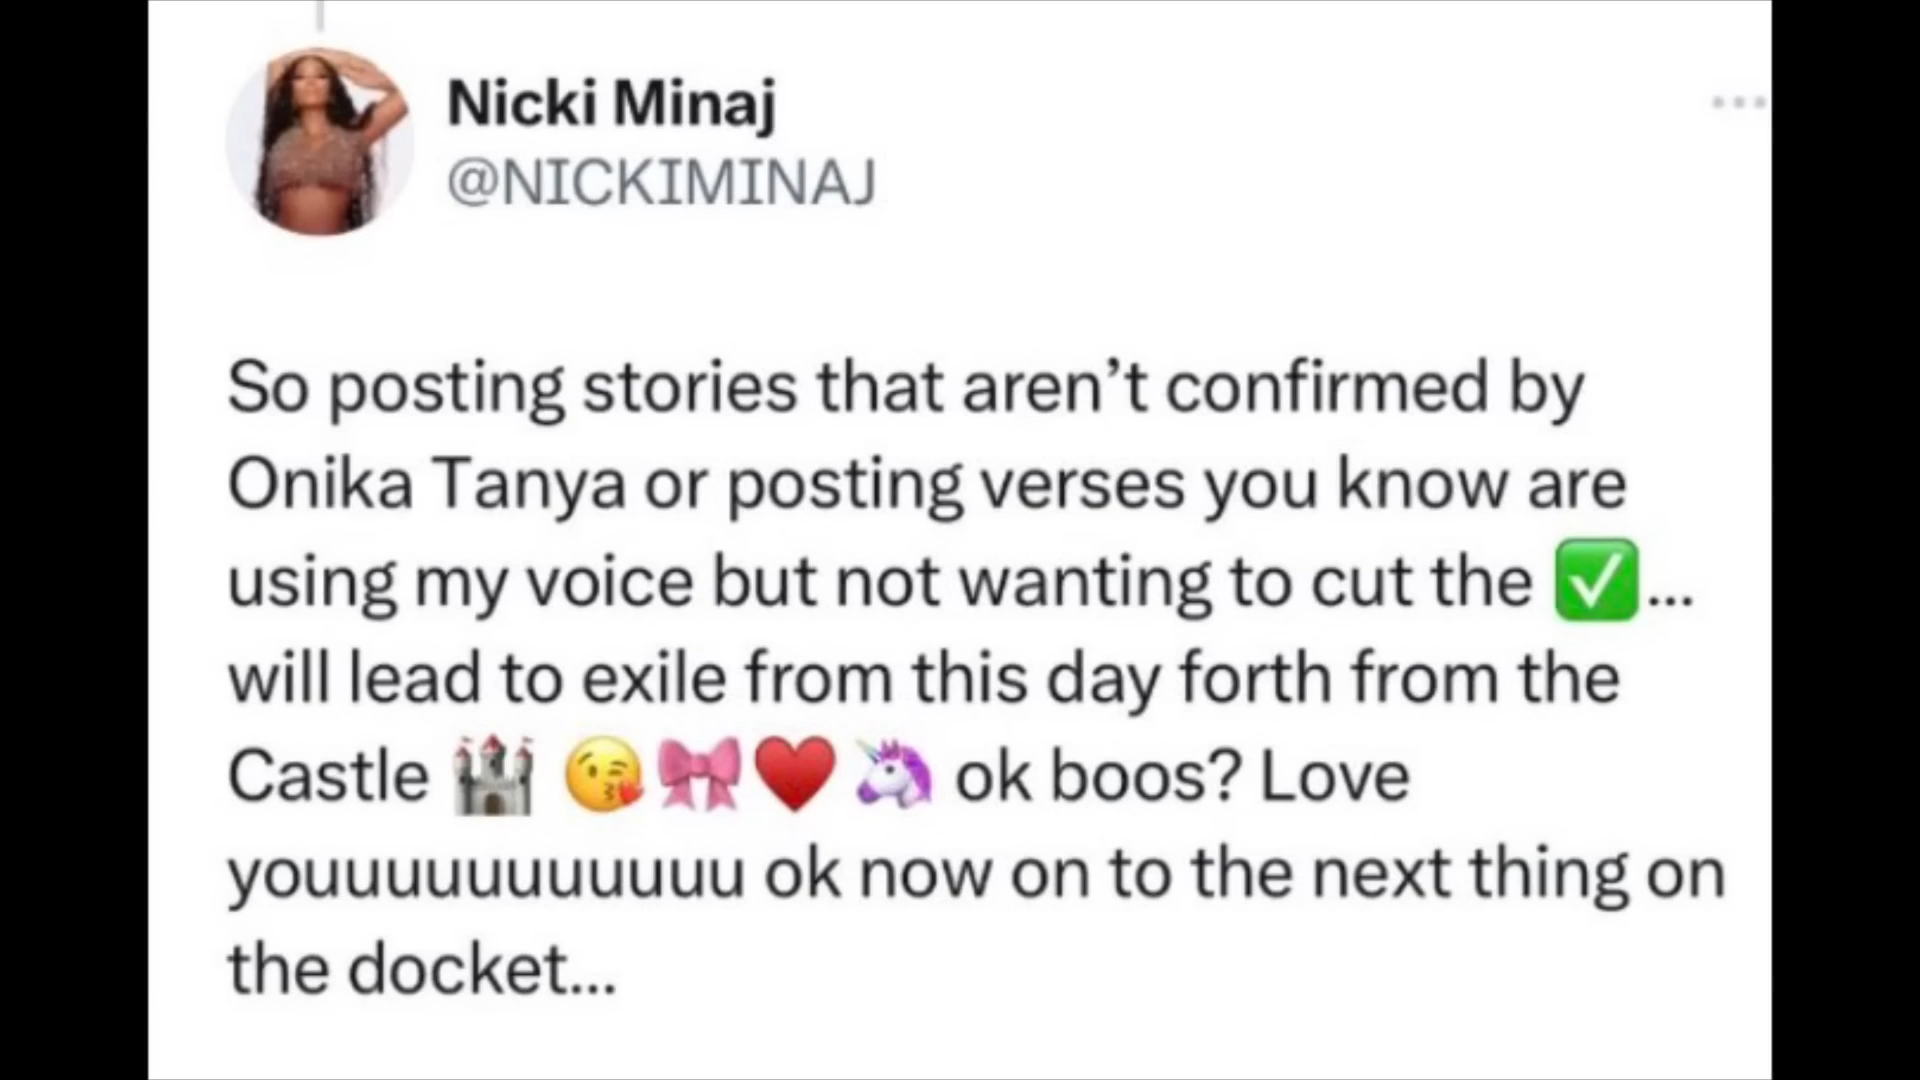 Nicki Minaj
@NICKIMINAJ
So posting stories that aren’t confirmed by
Onika Tanya or posting verses you know are
using my voice but not wanting to cut the ✅...
will lead to exile from this day forth from the
Castle 🏰 😘🎀❤️🦄 ok boos? Love
youuuuuuuuuuuu ok now on to the next thing on
the docket...